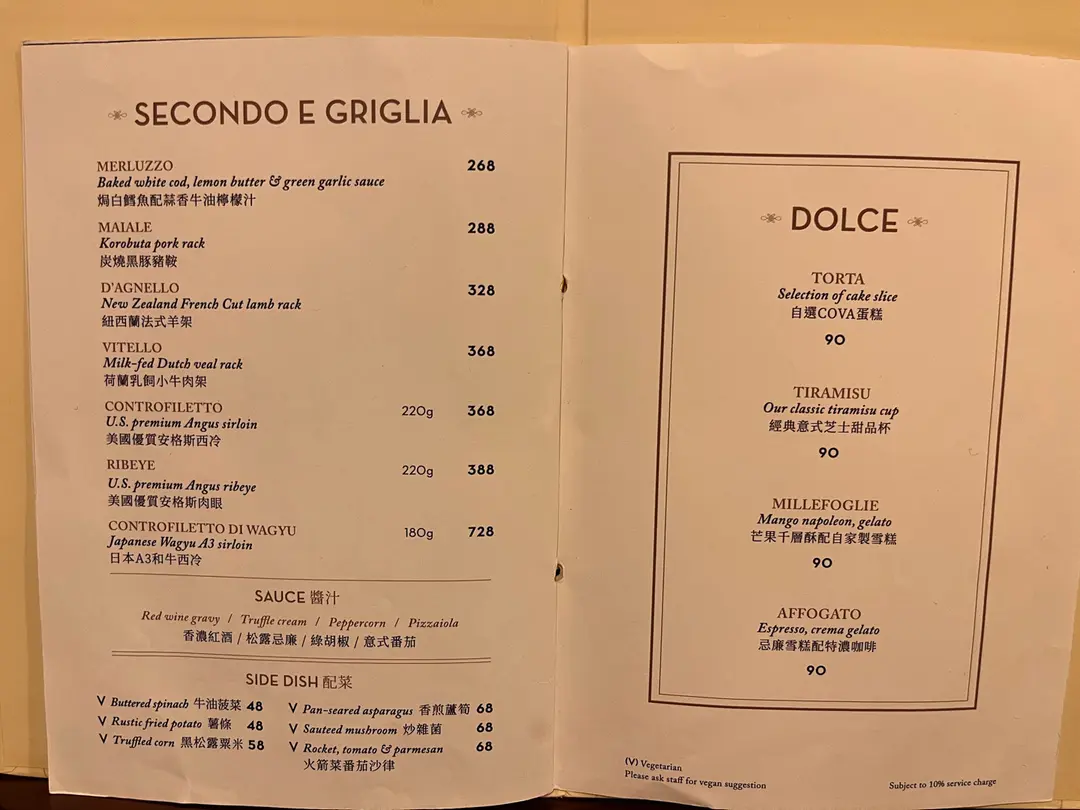 SECONDO E GRIGLIA
MERLUZZO 268
Baked white cod, lemon butter & green garlic sauce
焗白鱈魚配蒜香牛油檸檬汁
MAIALE 288
Korobuta pork rack
炭燒黑豚豬鞍
D'AGNELLO 328
New Zealand French Cut lamb rack
紐西蘭法式羊架
VITELLO 368
Milk-fed Dutch veal rack
荷蘭乳飼小牛肉架
CONTROFILETTO 220g 368
U.S. premium Angus sirloin
美國優質安格斯西冷
RIBEYE 220g 388
U.S. premium Angus ribeye
美國優質安格斯肉眼
CONTROFILETTO DI WAGYU 180g 728
Japanese Wagyu A3 sirloin
日本A3和牛西冷
SAUCE 醬汁
Red wine gravy / Truffle cream / Peppercorn / Pizzaiola
香濃紅酒 / 松露忌廉 / 綠胡椒 / 意式番茄
SIDE DISH 配菜
V Buttered spinach 牛油菠菜 48
V Rustic fried potato 薯條 48
V Truffled corn 黑松露粟米 58
V Pan-seared asparagus 香煎蘆筍 68
V Sauteed mushroom 炒雜菌 68
V Rocket, tomato & parmesan 68
火箭菜番茄沙律
DOLCE
TORTA
Selection of cake slice
自選COVA蛋糕
90
TIRAMISU
Our classic tiramisu cup
經典意式芝士甜品杯
90
MILLEFOGLIE
Mango napoleon, gelato
芒果千層酥配自家製雪糕
90
AFFOGATO
Espresso, crema gelato
忌廉雪糕配特濃咖啡
90
(V) Vegetarian
Please ask staff for vegan suggestion
Subject to 10% service charge